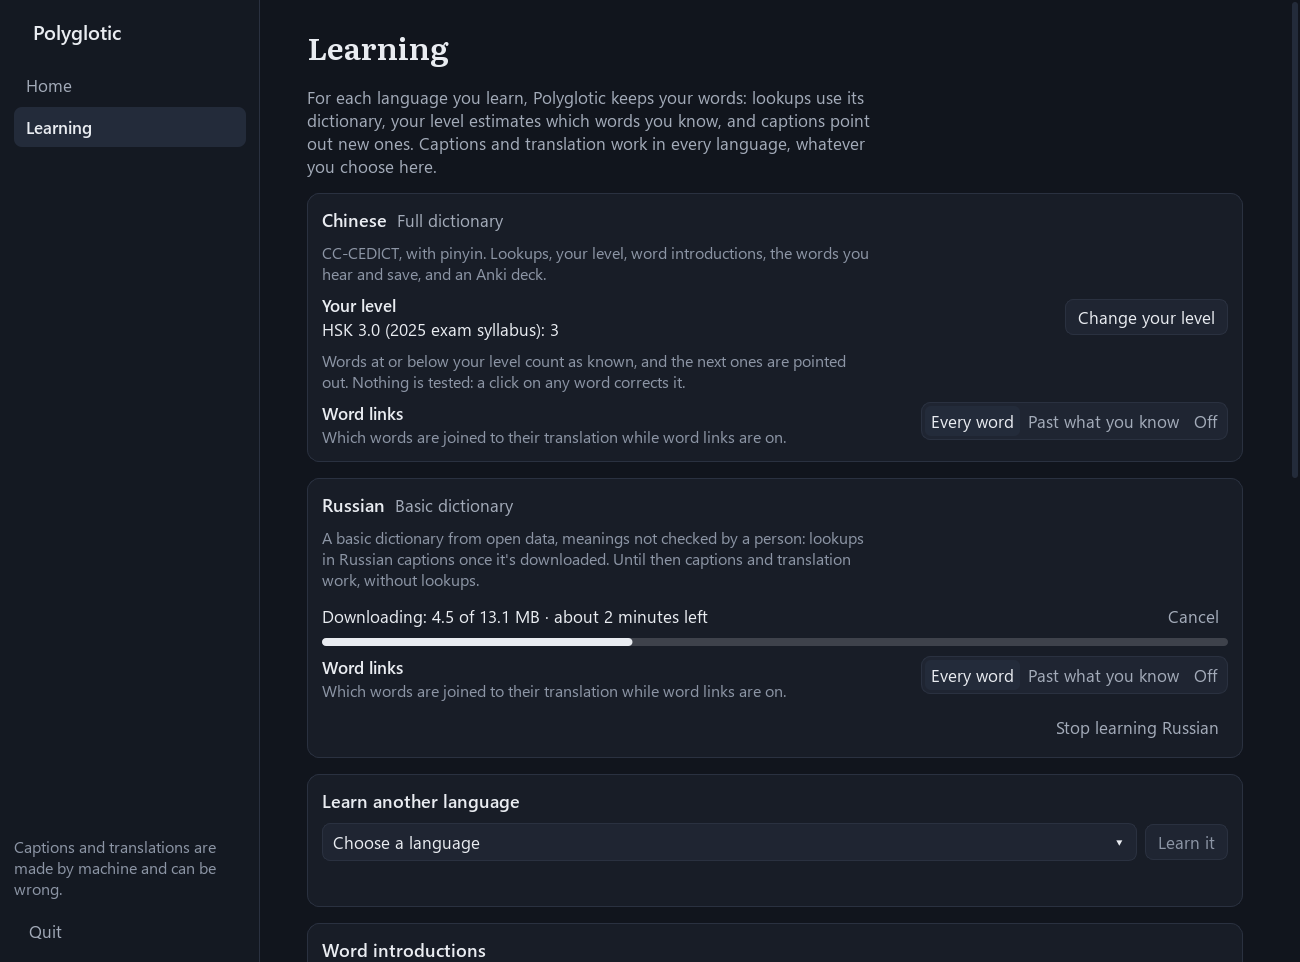 Polyglotic
Home
Learning
Captions and translations are
made by machine and can be
wrong.
Quit
Learning
For each language you learn, Polyglotic keeps your words: lookups use its
dictionary, your level estimates which words you know, and captions point
out new ones. Captions and translation work in every language, whatever
you choose here.
Chinese Full dictionary
CC-CEDICT, with pinyin. Lookups, your level, word introductions, the words you
hear and save, and an Anki deck.
Your level
HSK 3.0 (2025 exam syllabus): 3
Change your level
Words at or below your level count as known, and the next ones are pointed
out. Nothing is tested: a click on any word corrects it.
Word links
Which words are joined to their translation while word links are on.
Every word Past what you know Off
Russian Basic dictionary
A basic dictionary from open data, meanings not checked by a person: lookups
in Russian captions once it's downloaded. Until then captions and translation
work, without lookups.
Downloading: 4.5 of 13.1 MB · about 2 minutes left
Cancel
Word links
Which words are joined to their translation while word links are on.
Every word Past what you know Off
Stop learning Russian
Learn another language
Choose a language
Learn it
Word introductions